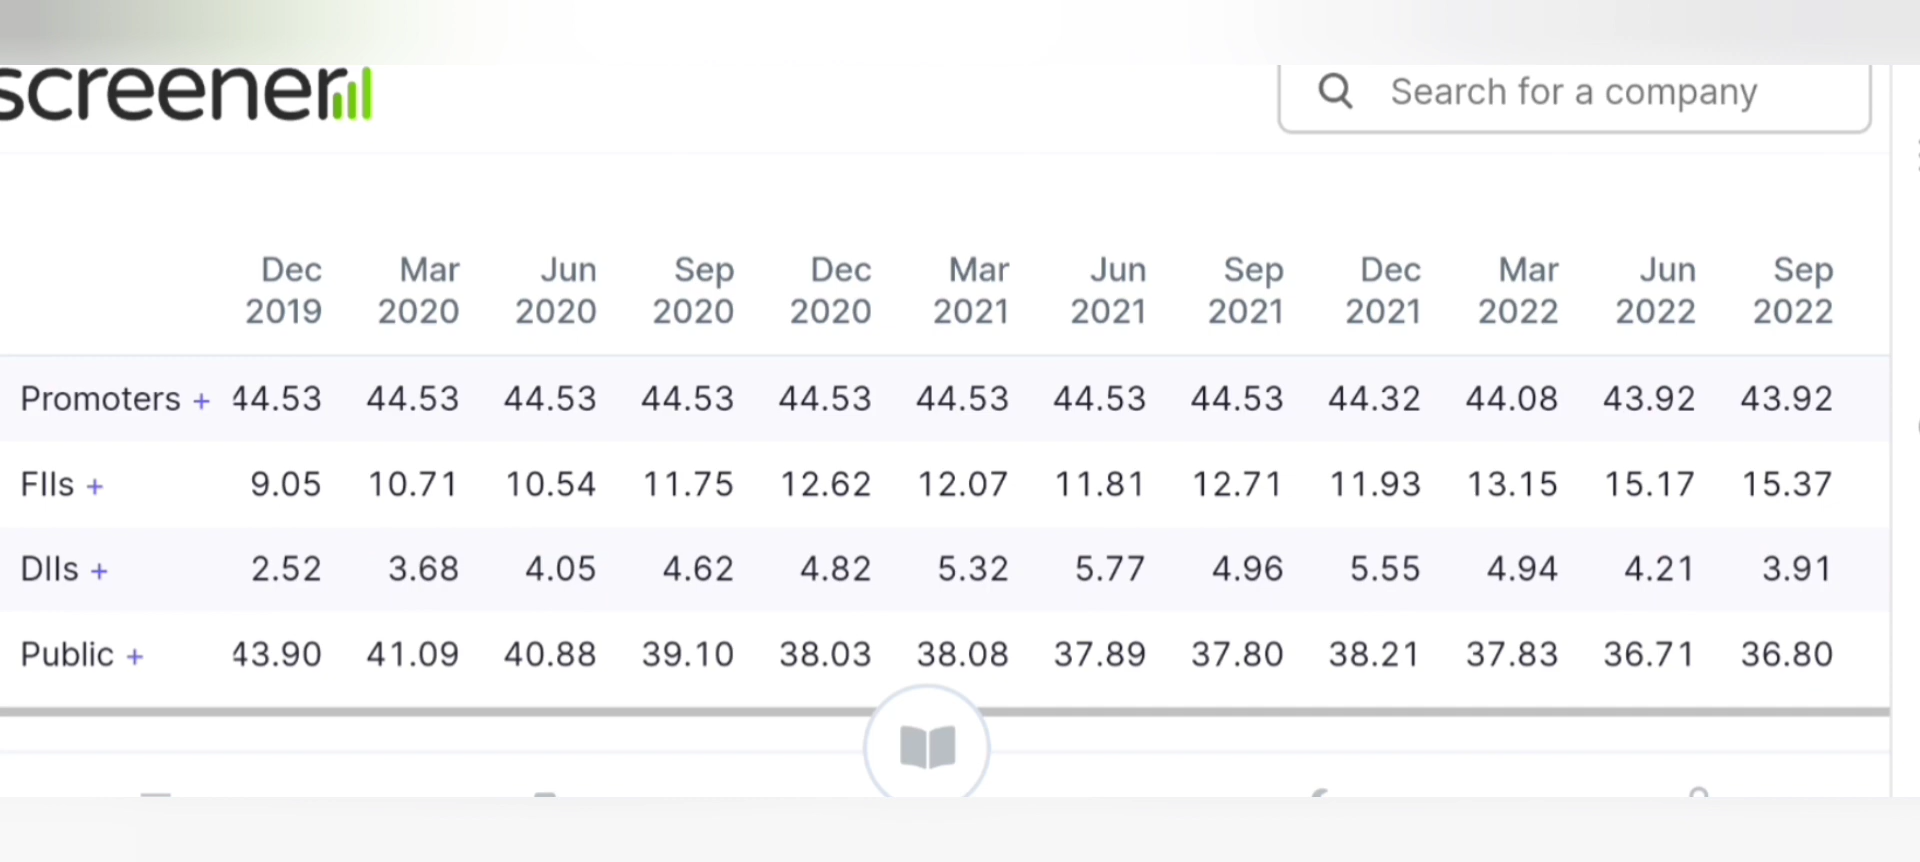 screener
Search for a company
Dec Mar Jun Sep Dec Mar Jun Sep Dec Mar Jun Sep
2019 2020 2020 2020 2020 2021 2021 2021 2021 2022 2022 2022
Promoters + 44.53 44.53 44.53 44.53 44.53 44.53 44.53 44.53 44.32 44.08 43.92 43.92
FIIs + 9.05 10.71 10.54 11.75 12.62 12.07 11.81 12.71 11.93 13.15 15.17 15.37
DIIs + 2.52 3.68 4.05 4.62 4.82 5.32 5.77 4.96 5.55 4.94 4.21 3.91
Public + 43.90 41.09 40.88 39.10 38.03 38.08 37.89 37.80 38.21 37.83 36.71 36.80